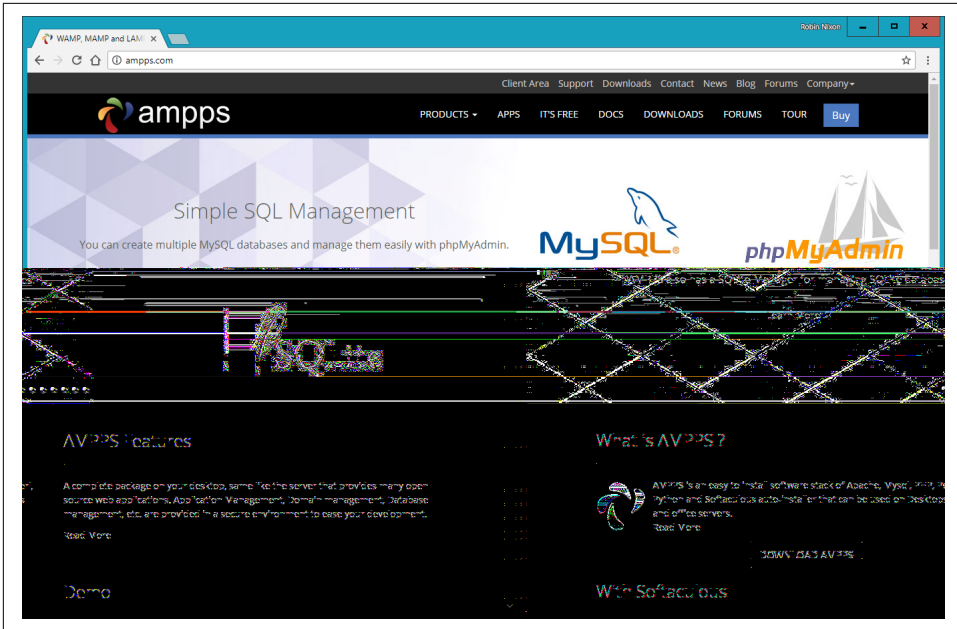 Robin Nixon
WAMP, MAMP and LAM
ampps.com
Client Area Support Downloads Contact News Blog Forums Company
ampps
PRODUCTS APPS IT'S FREE DOCS DOWNLOADS FORUMS TOUR Buy
Simple SQL Management
You can create multiple MySQL databases and manage them easily with phpMyAdmin.
MySQL®
phpMyAdmin
Features
A complete package on your desktop, same like the server that provides many open
source web applications. Application Management, Domain management, Database
management, etc. are provided in a secure environment to ease your development.
Read More
Demo
What is AMPPS ?
AMPPS is an easy to install software stack of Apache, Mysql,
Python and Softaculous auto-installer that can be used on Desktops
and office servers.
Read More
DOWNLOAD AMPPS
With Softaculous